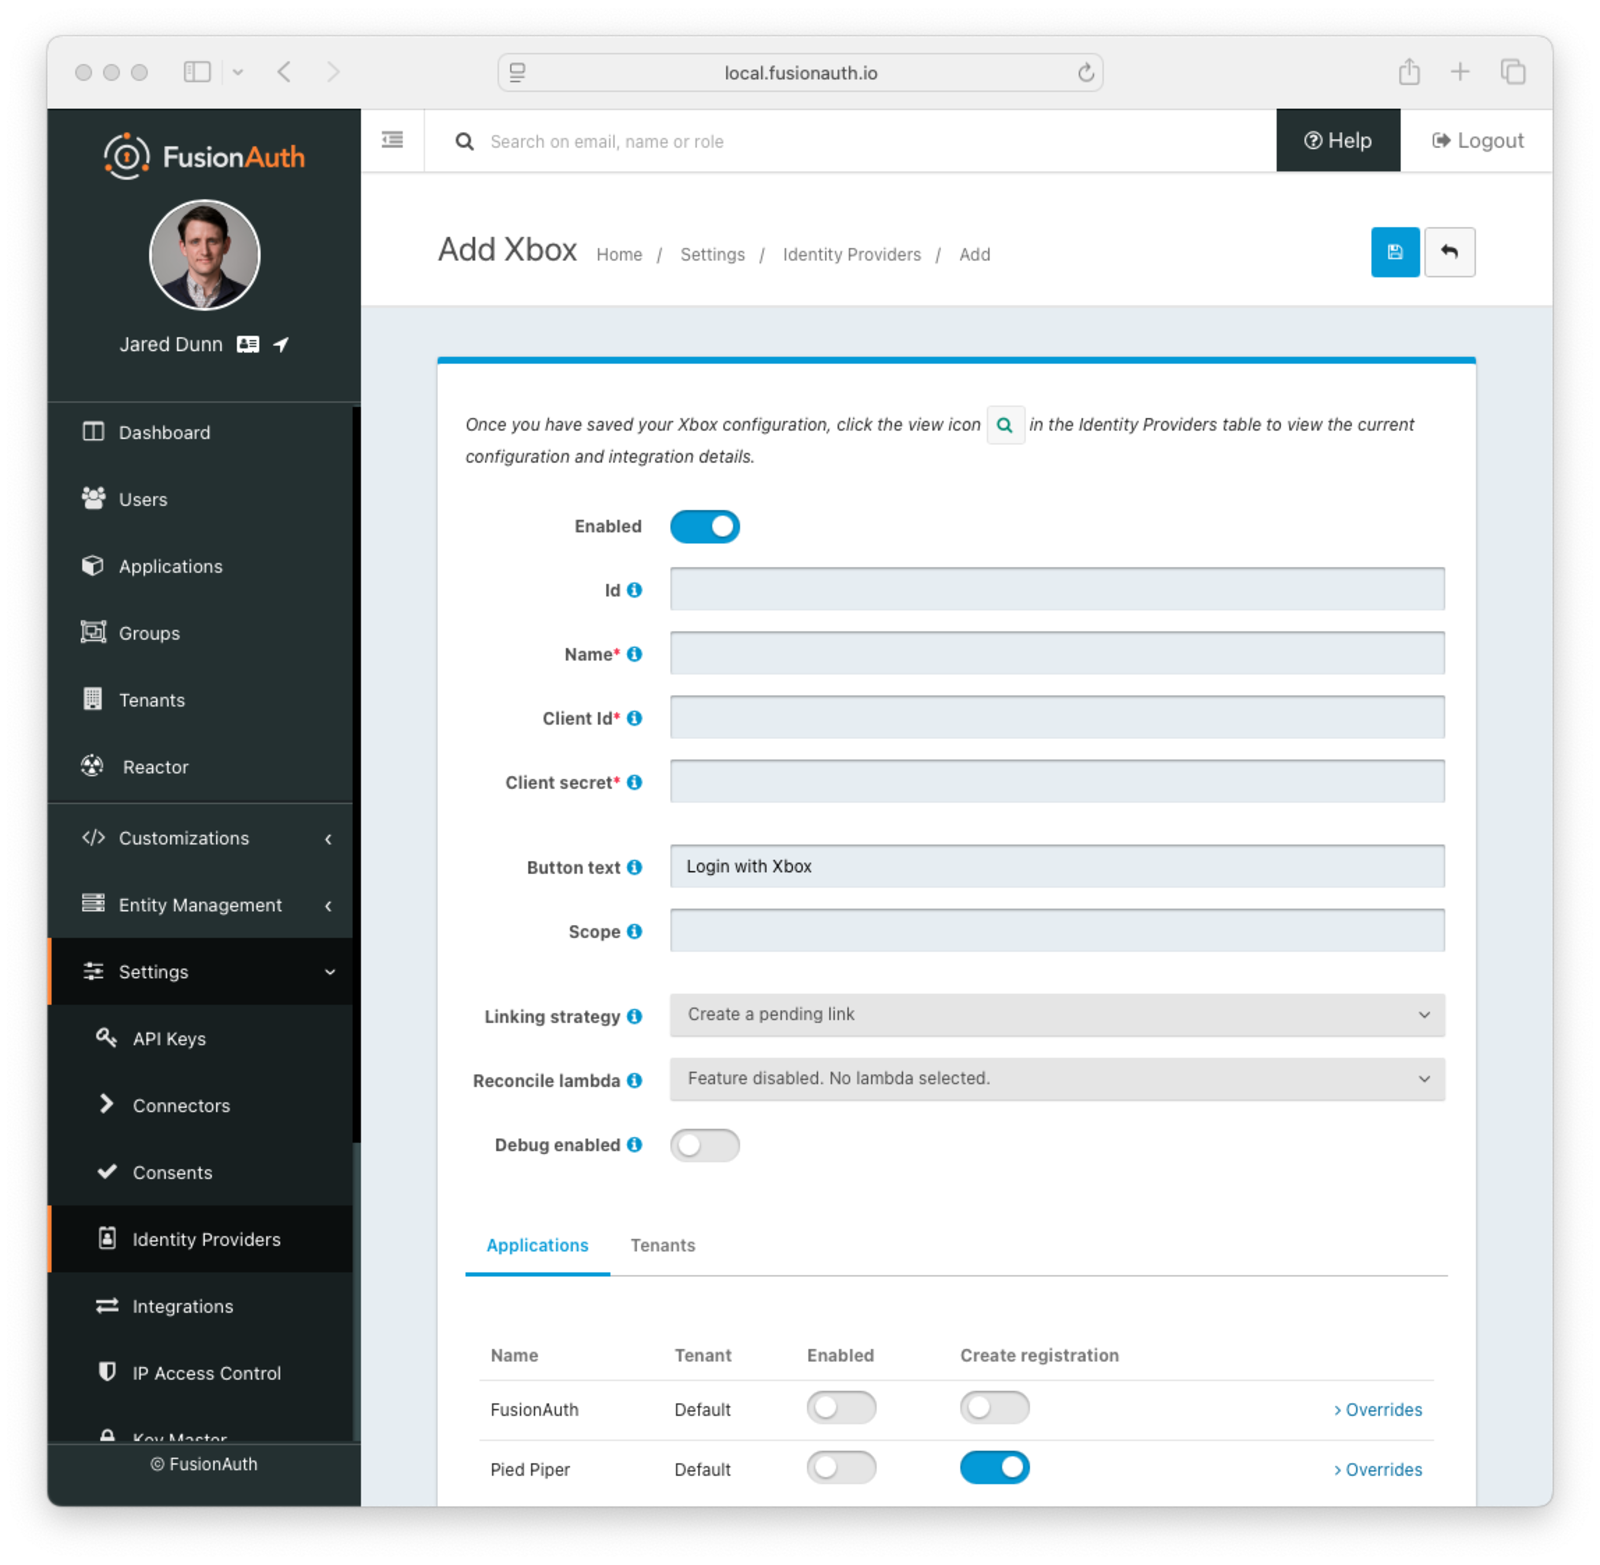 local.fusionauth.io
FusionAuth
Search on email, name or role
Help
Logout
Jared Dunn
Add Xbox
Home / Settings / Identity Providers / Add
Dashboard
Users
Applications
Groups
Tenants
Reactor
Customizations
Entity Management
Settings
API Keys
Connectors
Consents
Identity Providers
Integrations
IP Access Control
Key Master
© FusionAuth
Once you have saved your Xbox configuration, click the view icon in the Identity Providers table to view the current
configuration and integration details.
Enabled
Id
Name*
Client Id*
Client secret*
Button text Login with Xbox
Scope
Linking strategy Create a pending link
Reconcile lambda Feature disabled. No lambda selected.
Debug enabled
Applications Tenants
Name Tenant Enabled Create registration
FusionAuth Default > Overrides
Pied Piper Default > Overrides